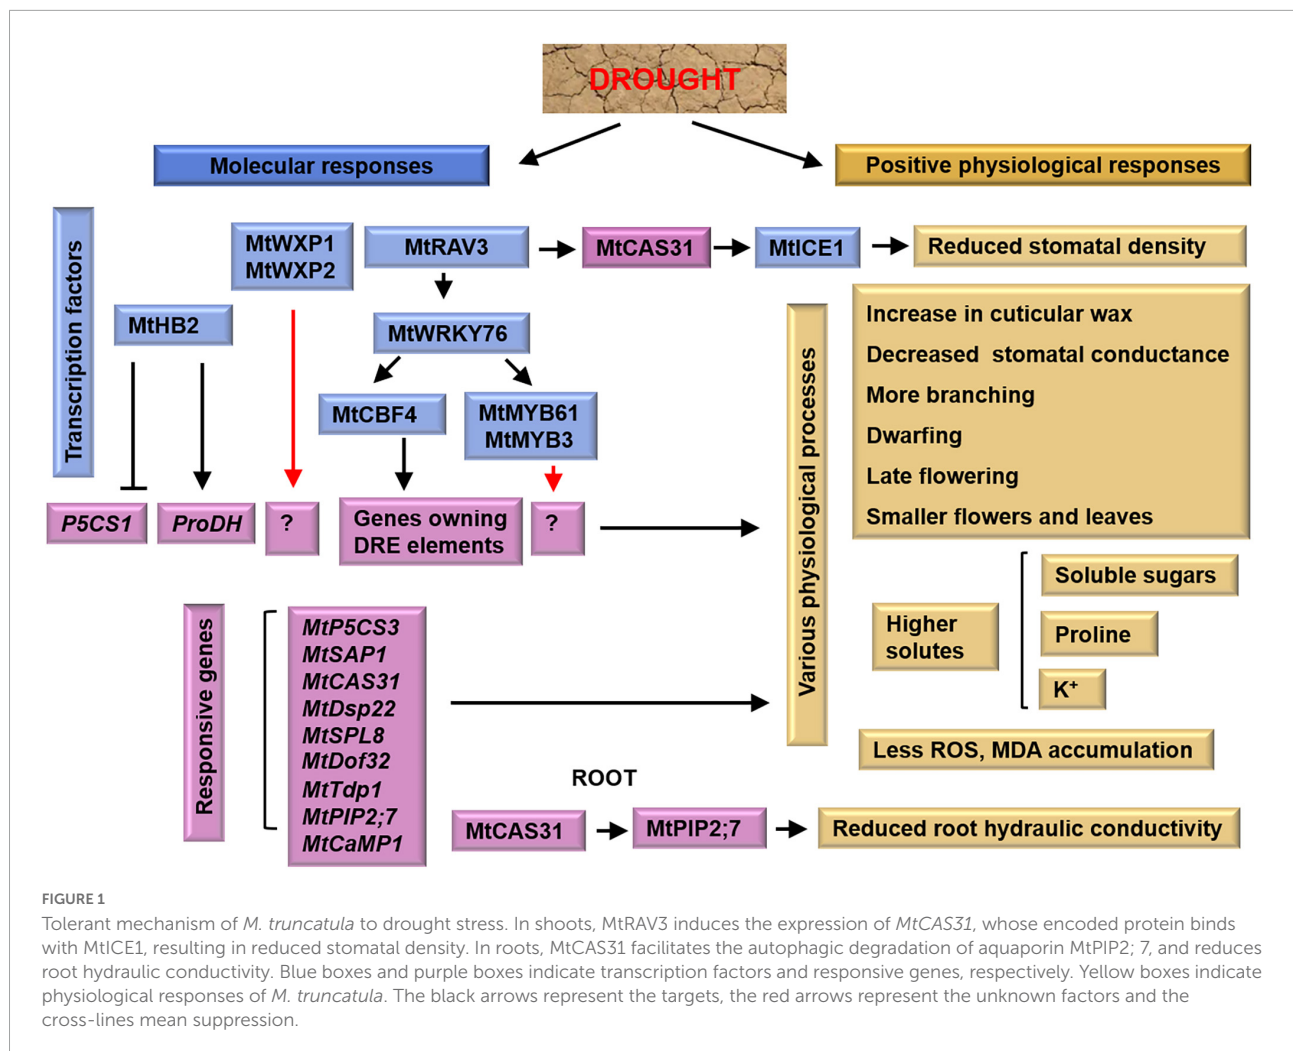 DROUGHT
Molecular responses
Positive physiological responses
Transcription factors
MtWXP1
MtWXP2
MtRAV3
MtCAS31
MtICE1
Reduced stomatal density
MtHB2
MtWRKY76
MtCBF4
MtMYB61
MtMYB3
P5CS1
ProDH
?
Genes owning
DRE elements
?
Various physiological processes
Increase in cuticular wax
Decreased stomatal conductance
More branching
Dwarfing
Late flowering
Smaller flowers and leaves
Higher
solutes
Soluble sugars
Proline
K⁺
Less ROS, MDA accumulation
Responsive genes
MtP5CS3
MtSAP1
MtCAS31
MtDsp22
MtSPL8
MtDof32
MtTdp1
MtPIP2;7
MtCaMP1
ROOT
MtCAS31
MtPIP2;7
Reduced root hydraulic conductivity
FIGURE 1
Tolerant mechanism of M. truncatula to drought stress. In shoots, MtRAV3 induces the expression of MtCAS31, whose encoded protein binds
with MtICE1, resulting in reduced stomatal density. In roots, MtCAS31 facilitates the autophagic degradation of aquaporin MtPIP2; 7, and reduces
root hydraulic conductivity. Blue boxes and purple boxes indicate transcription factors and responsive genes, respectively. Yellow boxes indicate
physiological responses of M. truncatula. The black arrows represent the targets, the red arrows represent the unknown factors and the
cross-lines mean suppression.